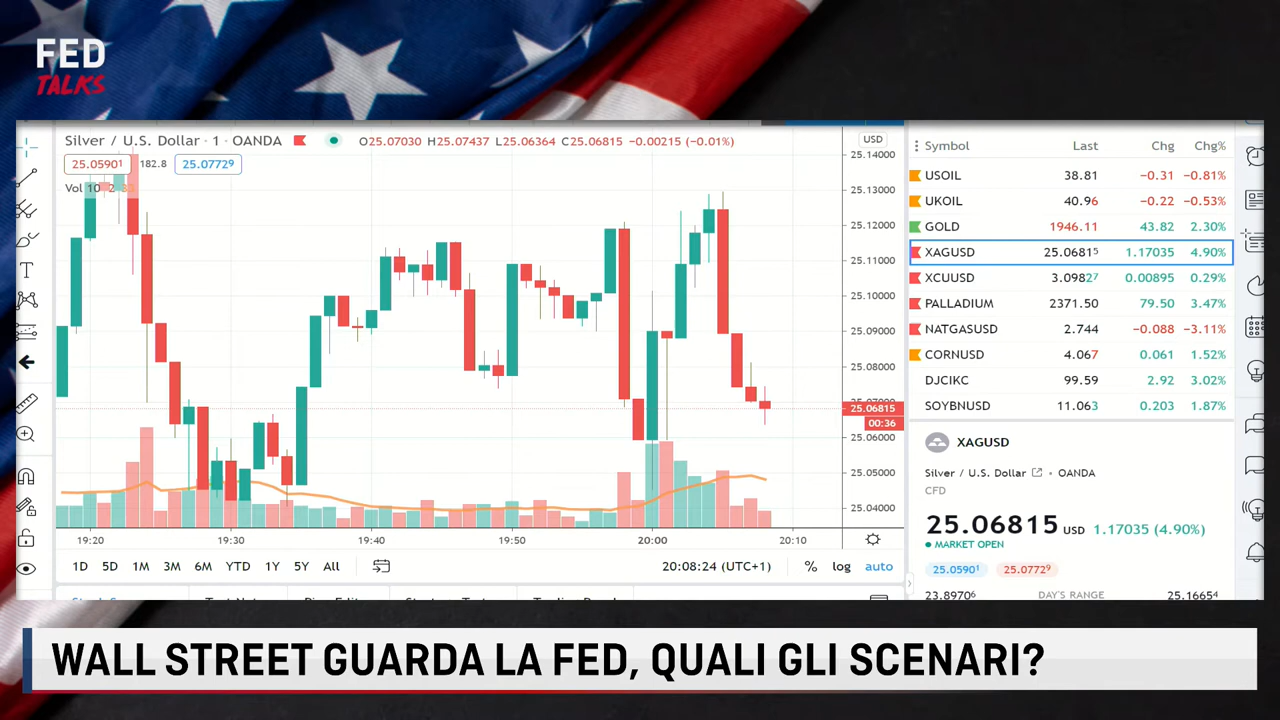 FED
TALKS
Silver / U.S. Dollar · 1 · OANDA
O25.07030 H25.07437 L25.06364 C25.06815 −0.00215 (−0.01%)
25.05901 182.8 25.07729
Vol 10
USD
25.14000
25.13000
25.12000
25.11000
25.10000
25.09000
25.08000
25.06815
00:36
25.06000
25.05000
25.04000
19:20 19:30 19:40 19:50 20:00 20:10
1D 5D 1M 3M 6M YTD 1Y 5Y All
20:08:24 (UTC+1) % log auto
Symbol Last Chg Chg%
USOIL 38.81 −0.31 −0.81%
UKOIL 40.96 −0.22 −0.53%
GOLD 1946.11 43.82 2.30%
XAGUSD 25.06815 1.17035 4.90%
XCUUSD 3.09827 0.00895 0.29%
PALLADIUM 2371.50 79.50 3.47%
NATGASUSD 2.744 −0.088 −3.11%
CORNUSD 4.067 0.061 1.52%
DJCIKC 99.59 2.92 3.02%
SOYBNUSD 11.063 0.203 1.87%
XAGUSD
Silver / U.S. Dollar · OANDA
CFD
25.06815 USD 1.17035 (4.90%)
MARKET OPEN
25.05901 25.07729
23.89706 DAY'S RANGE 25.16654
WALL STREET GUARDA LA FED, QUALI GLI SCENARI?